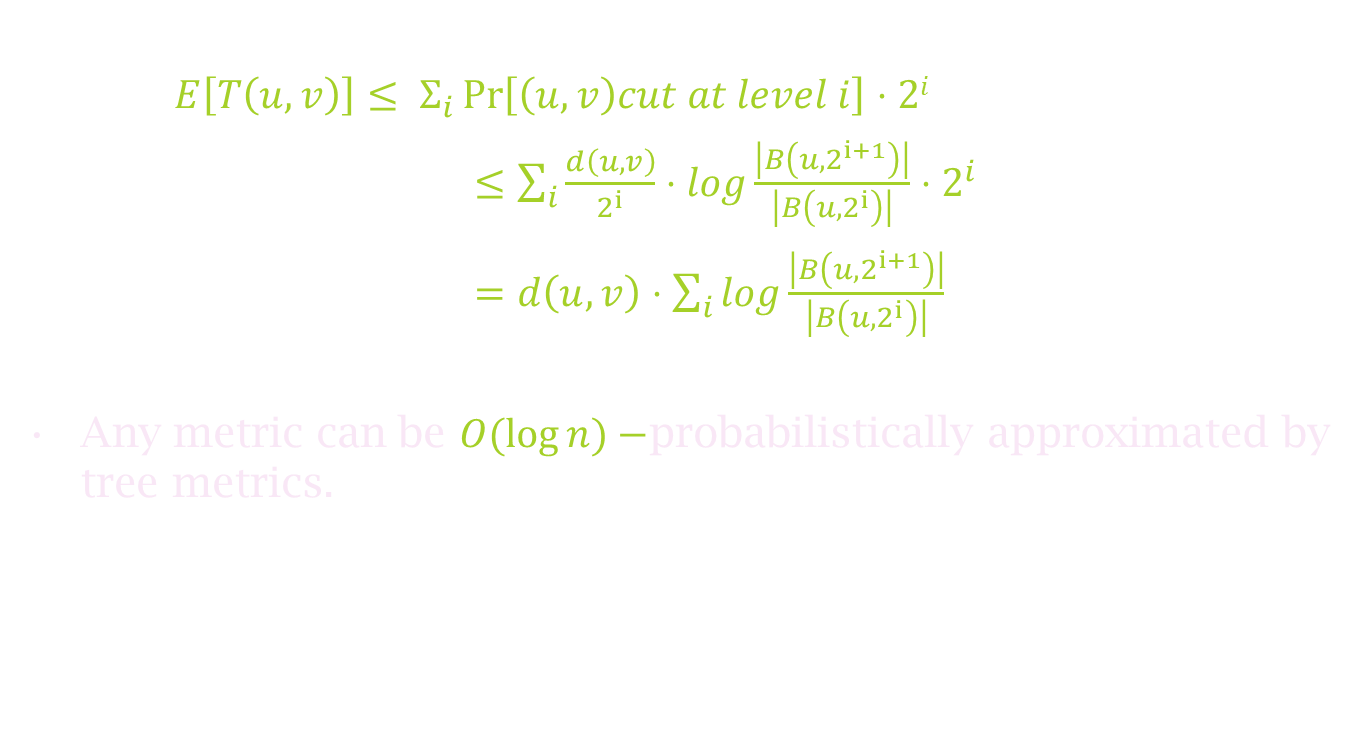 E[T(u, v)] ≤ Σ_i Pr[(u, v)cut at level i] · 2^i
≤ ∑_i d(u,v)/2^i · log |B(u,2^{i+1})|/|B(u,2^i)| · 2^i
= d(u, v) · ∑_i log |B(u,2^{i+1})|/|B(u,2^i)|
· Any metric can be O(log n) −probabilistically approximated by
tree metrics.